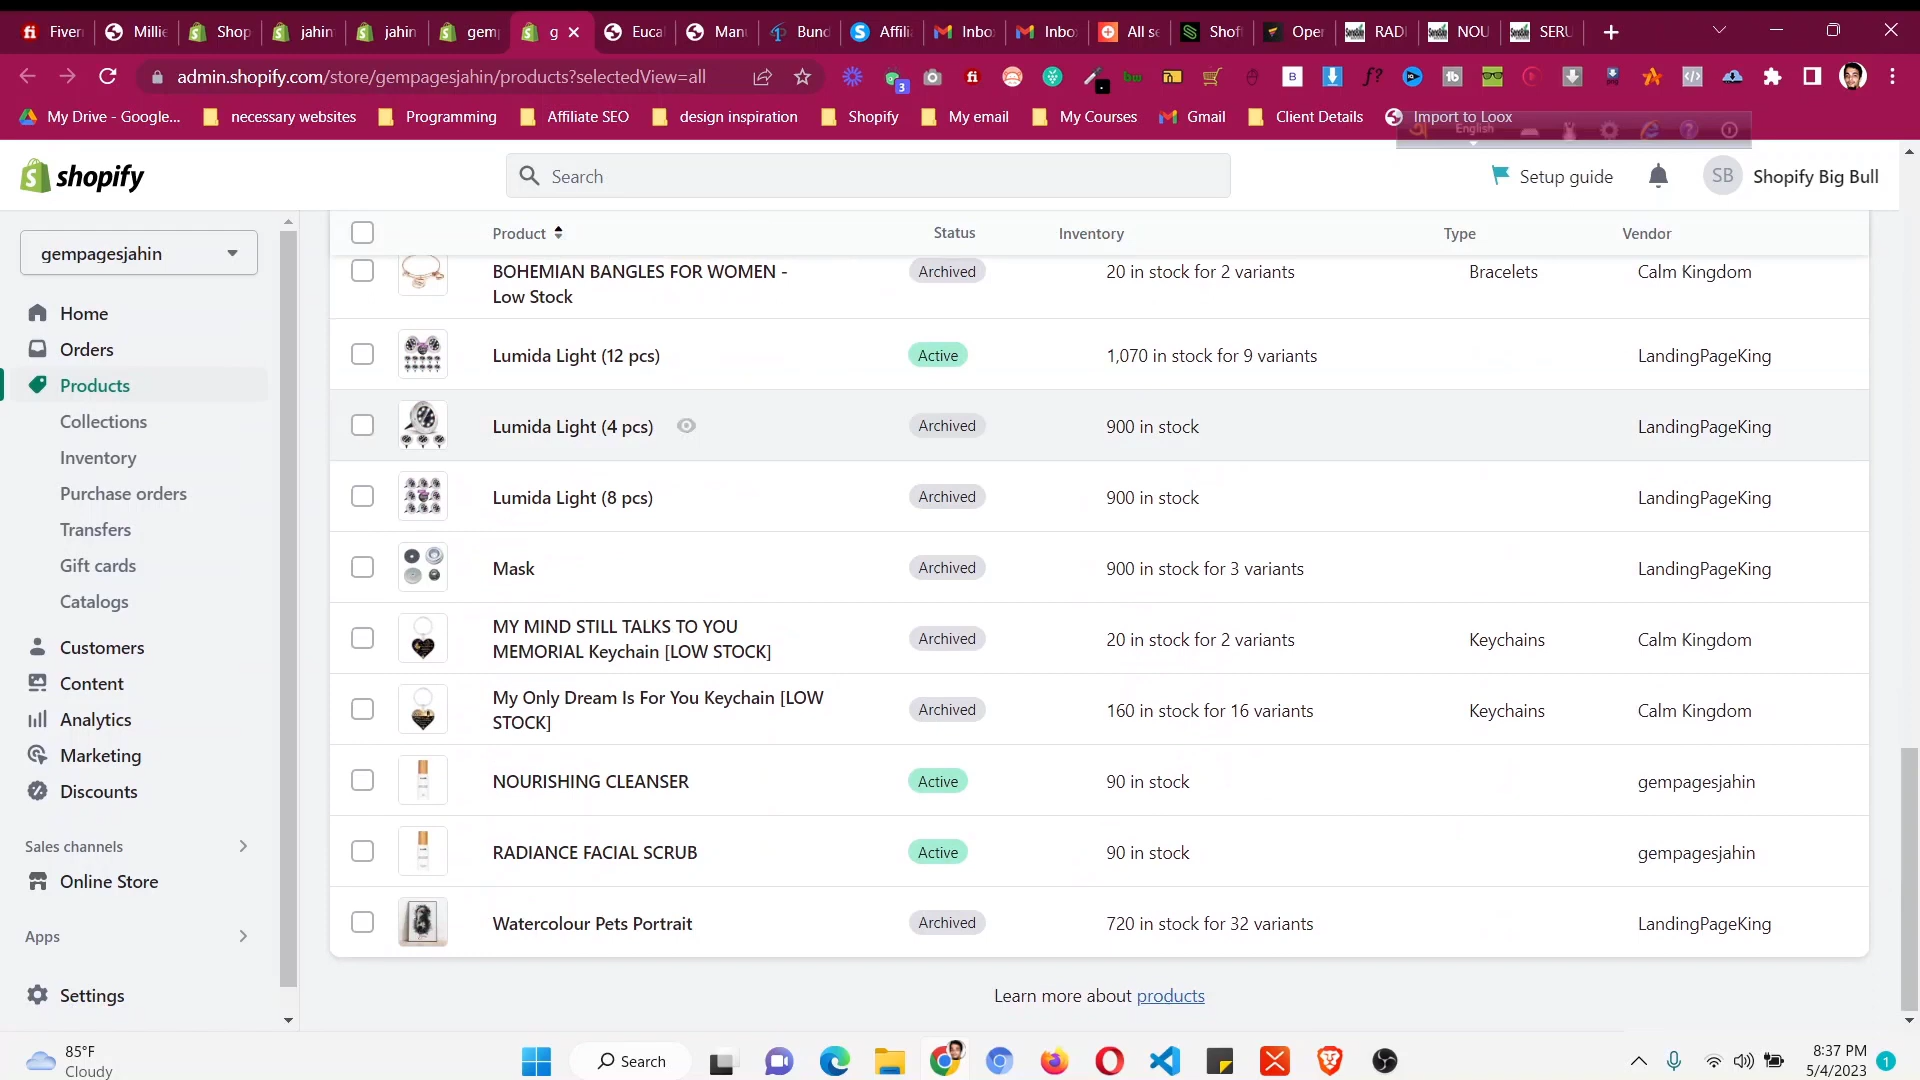 Fiver
Millie
Shop
jahin
jahin
gem
g
Euca
Man
Bund
Affili
Inbo
Inbo
All se
Shof
Oper
RADI
NOU
SERU
admin.shopify.com/store/gempagesjahin/products?selectedView=all
3
My Drive - Google...
necessary websites
Programming
Affiliate SEO
design inspiration
Shopify
My email
My Courses
Gmail
Client Details
Import to Loox
English
shopify
Search
Setup guide
SB
Shopify Big Bull
gempagesjahin
Home
Orders
Products
Collections
Inventory
Purchase orders
Transfers
Gift cards
Catalogs
Customers
Content
Analytics
Marketing
Discounts
Sales channels
Online Store
Apps
Settings
Product Status Inventory Type Vendor
BOHEMIAN BANGLES FOR WOMEN -
Low Stock
Archived 20 in stock for 2 variants Bracelets Calm Kingdom
Lumida Light (12 pcs) Active 1,070 in stock for 9 variants LandingPageKing
Lumida Light (4 pcs) Archived 900 in stock LandingPageKing
Lumida Light (8 pcs) Archived 900 in stock LandingPageKing
Mask Archived 900 in stock for 3 variants LandingPageKing
MY MIND STILL TALKS TO YOU
MEMORIAL Keychain [LOW STOCK]
Archived 20 in stock for 2 variants Keychains Calm Kingdom
My Only Dream Is For You Keychain [LOW
STOCK]
Archived 160 in stock for 16 variants Keychains Calm Kingdom
NOURISHING CLEANSER Active 90 in stock gempagesjahin
RADIANCE FACIAL SCRUB Active 90 in stock gempagesjahin
Watercolour Pets Portrait Archived 720 in stock for 32 variants LandingPageKing
Learn more about products
85°F
Cloudy
Search
8:37 PM
5/4/2023
1